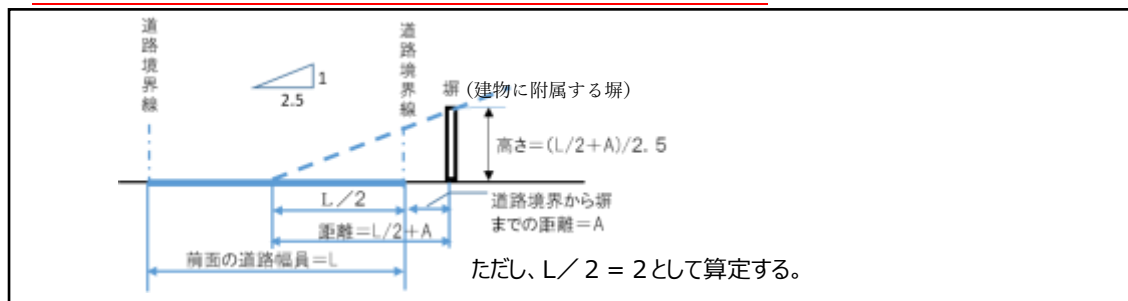 道路境界線
道路境界線
1
2.5
塀（建物に附属する塀）
高さ＝(L/2＋A)/2.5
L／2
道路境界から塀
までの距離＝A
距離＝L/2＋A
前面の道路幅員＝L
ただし、L／２＝２として算定する。